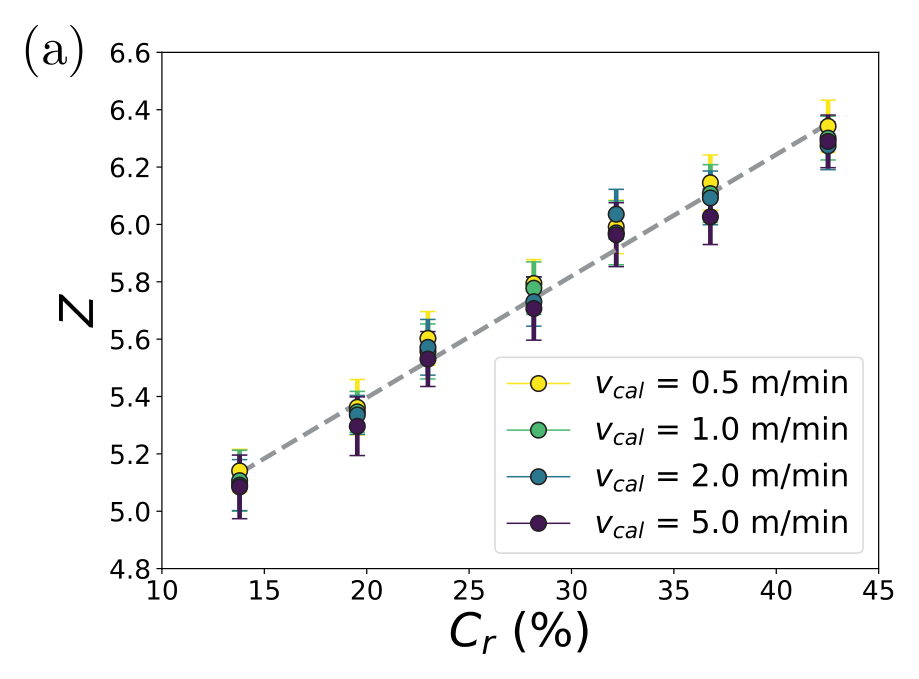 (a)
6.6
6.4
6.2
6.0
5.8
5.6
5.4
5.2
5.0
4.8
Z
v_cal = 0.5 m/min
v_cal = 1.0 m/min
v_cal = 2.0 m/min
v_cal = 5.0 m/min
10 15 20 25 30 35 40 45
C_r (%)